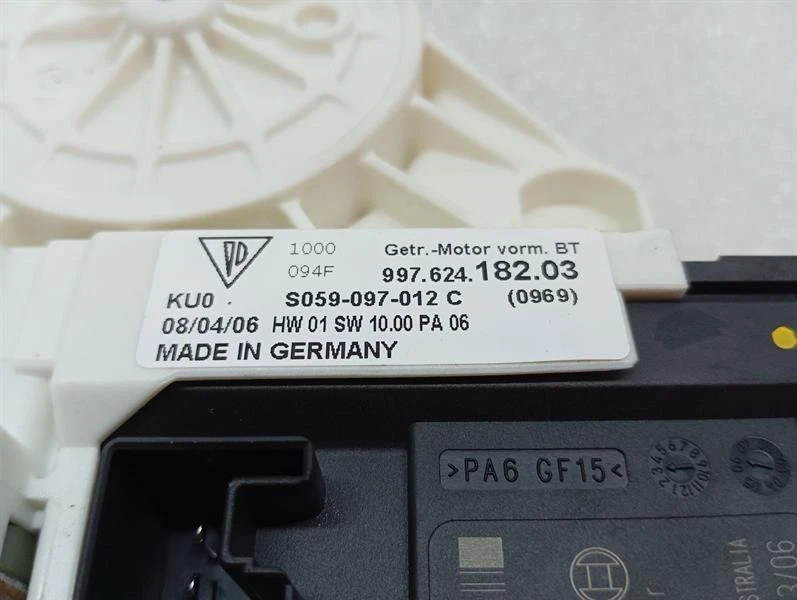 1000 Getr.-Motor vorm. BT
094F 997.624.182.03
KU0 S059-097-012 C (0969)
08/04/06 HW 01 SW 10.00 PA 06
MADE IN GERMANY
>PA6 GF15<